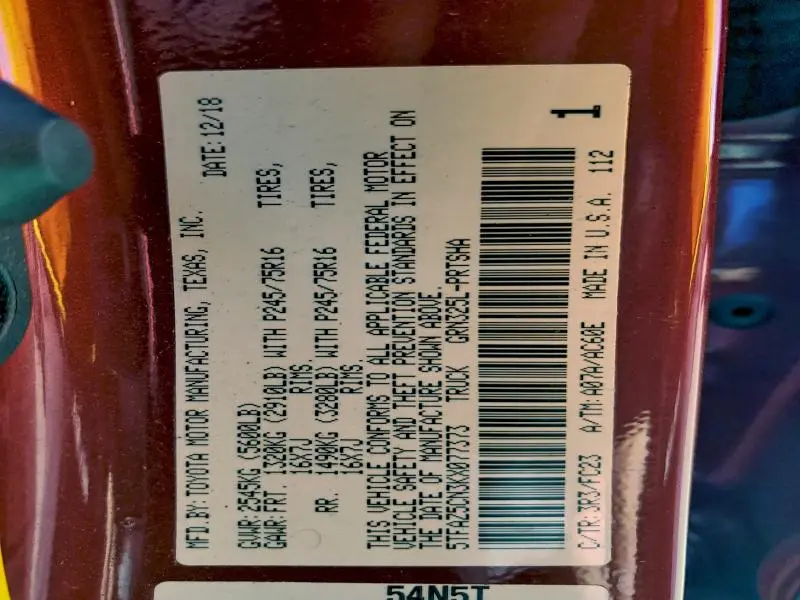 MFD.BY:TOYOTA MOTOR MANUFACTURING, TEXAS, INC. DATE:12/18
GVWR:2545KG (5600LB)
GAWR:FRT. 1320KG (2910LB) WITH P245/75R16 TIRES,
16X7J RIMS.
RR. 1490KG (3280LB) WITH P245/75R16 TIRES,
16X7J RIMS.
THIS VEHICLE CONFORMS TO ALL APPLICABLE FEDERAL MOTOR
VEHICLE SAFETY AND THEFT PREVENTION STANDARDS IN EFFECT ON
THE DATE OF MANUFACTURE SHOWN ABOVE.
TRUCK GRN325L-PRTSHA
C/TR:3R3/FC23 A/TM:A07A/AC60E MADE IN U.S.A. 112
1
54N5T